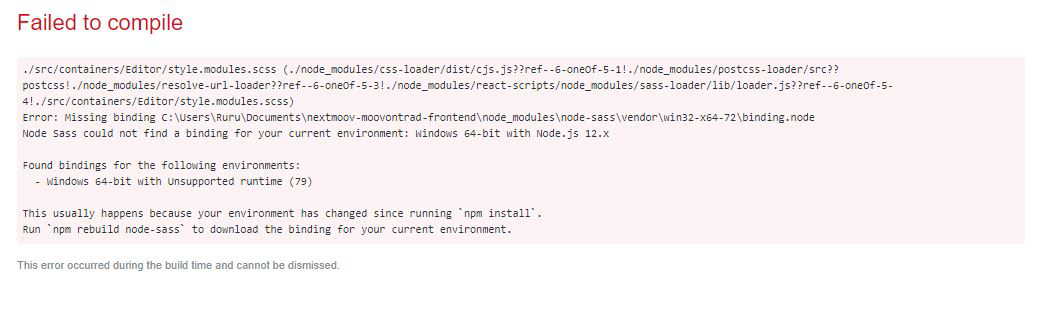 Failed to compile
./src/containers/Editor/style.modules.scss (./node_modules/css-loader/dist/cjs.js??ref--6-oneOf-5-1!./node_modules/postcss-loader/src??
postcss!./node_modules/resolve-url-loader??ref--6-oneOf-5-3!./node_modules/react-scripts/node_modules/sass-loader/lib/loader.js??ref--6-oneOf-5-
4!./src/containers/Editor/style.modules.scss)
Error: Missing binding C:\Users\Ruru\Documents\nextmoov-moovontrad-frontend\node_modules\node-sass\vendor\win32-x64-72\binding.node
Node Sass could not find a binding for your current environment: Windows 64-bit with Node.js 12.x
Found bindings for the following environments:
- Windows 64-bit with Unsupported runtime (79)
This usually happens because your environment has changed since running `npm install`.
Run `npm rebuild node-sass` to download the binding for your current environment.
This error occurred during the build time and cannot be dismissed.